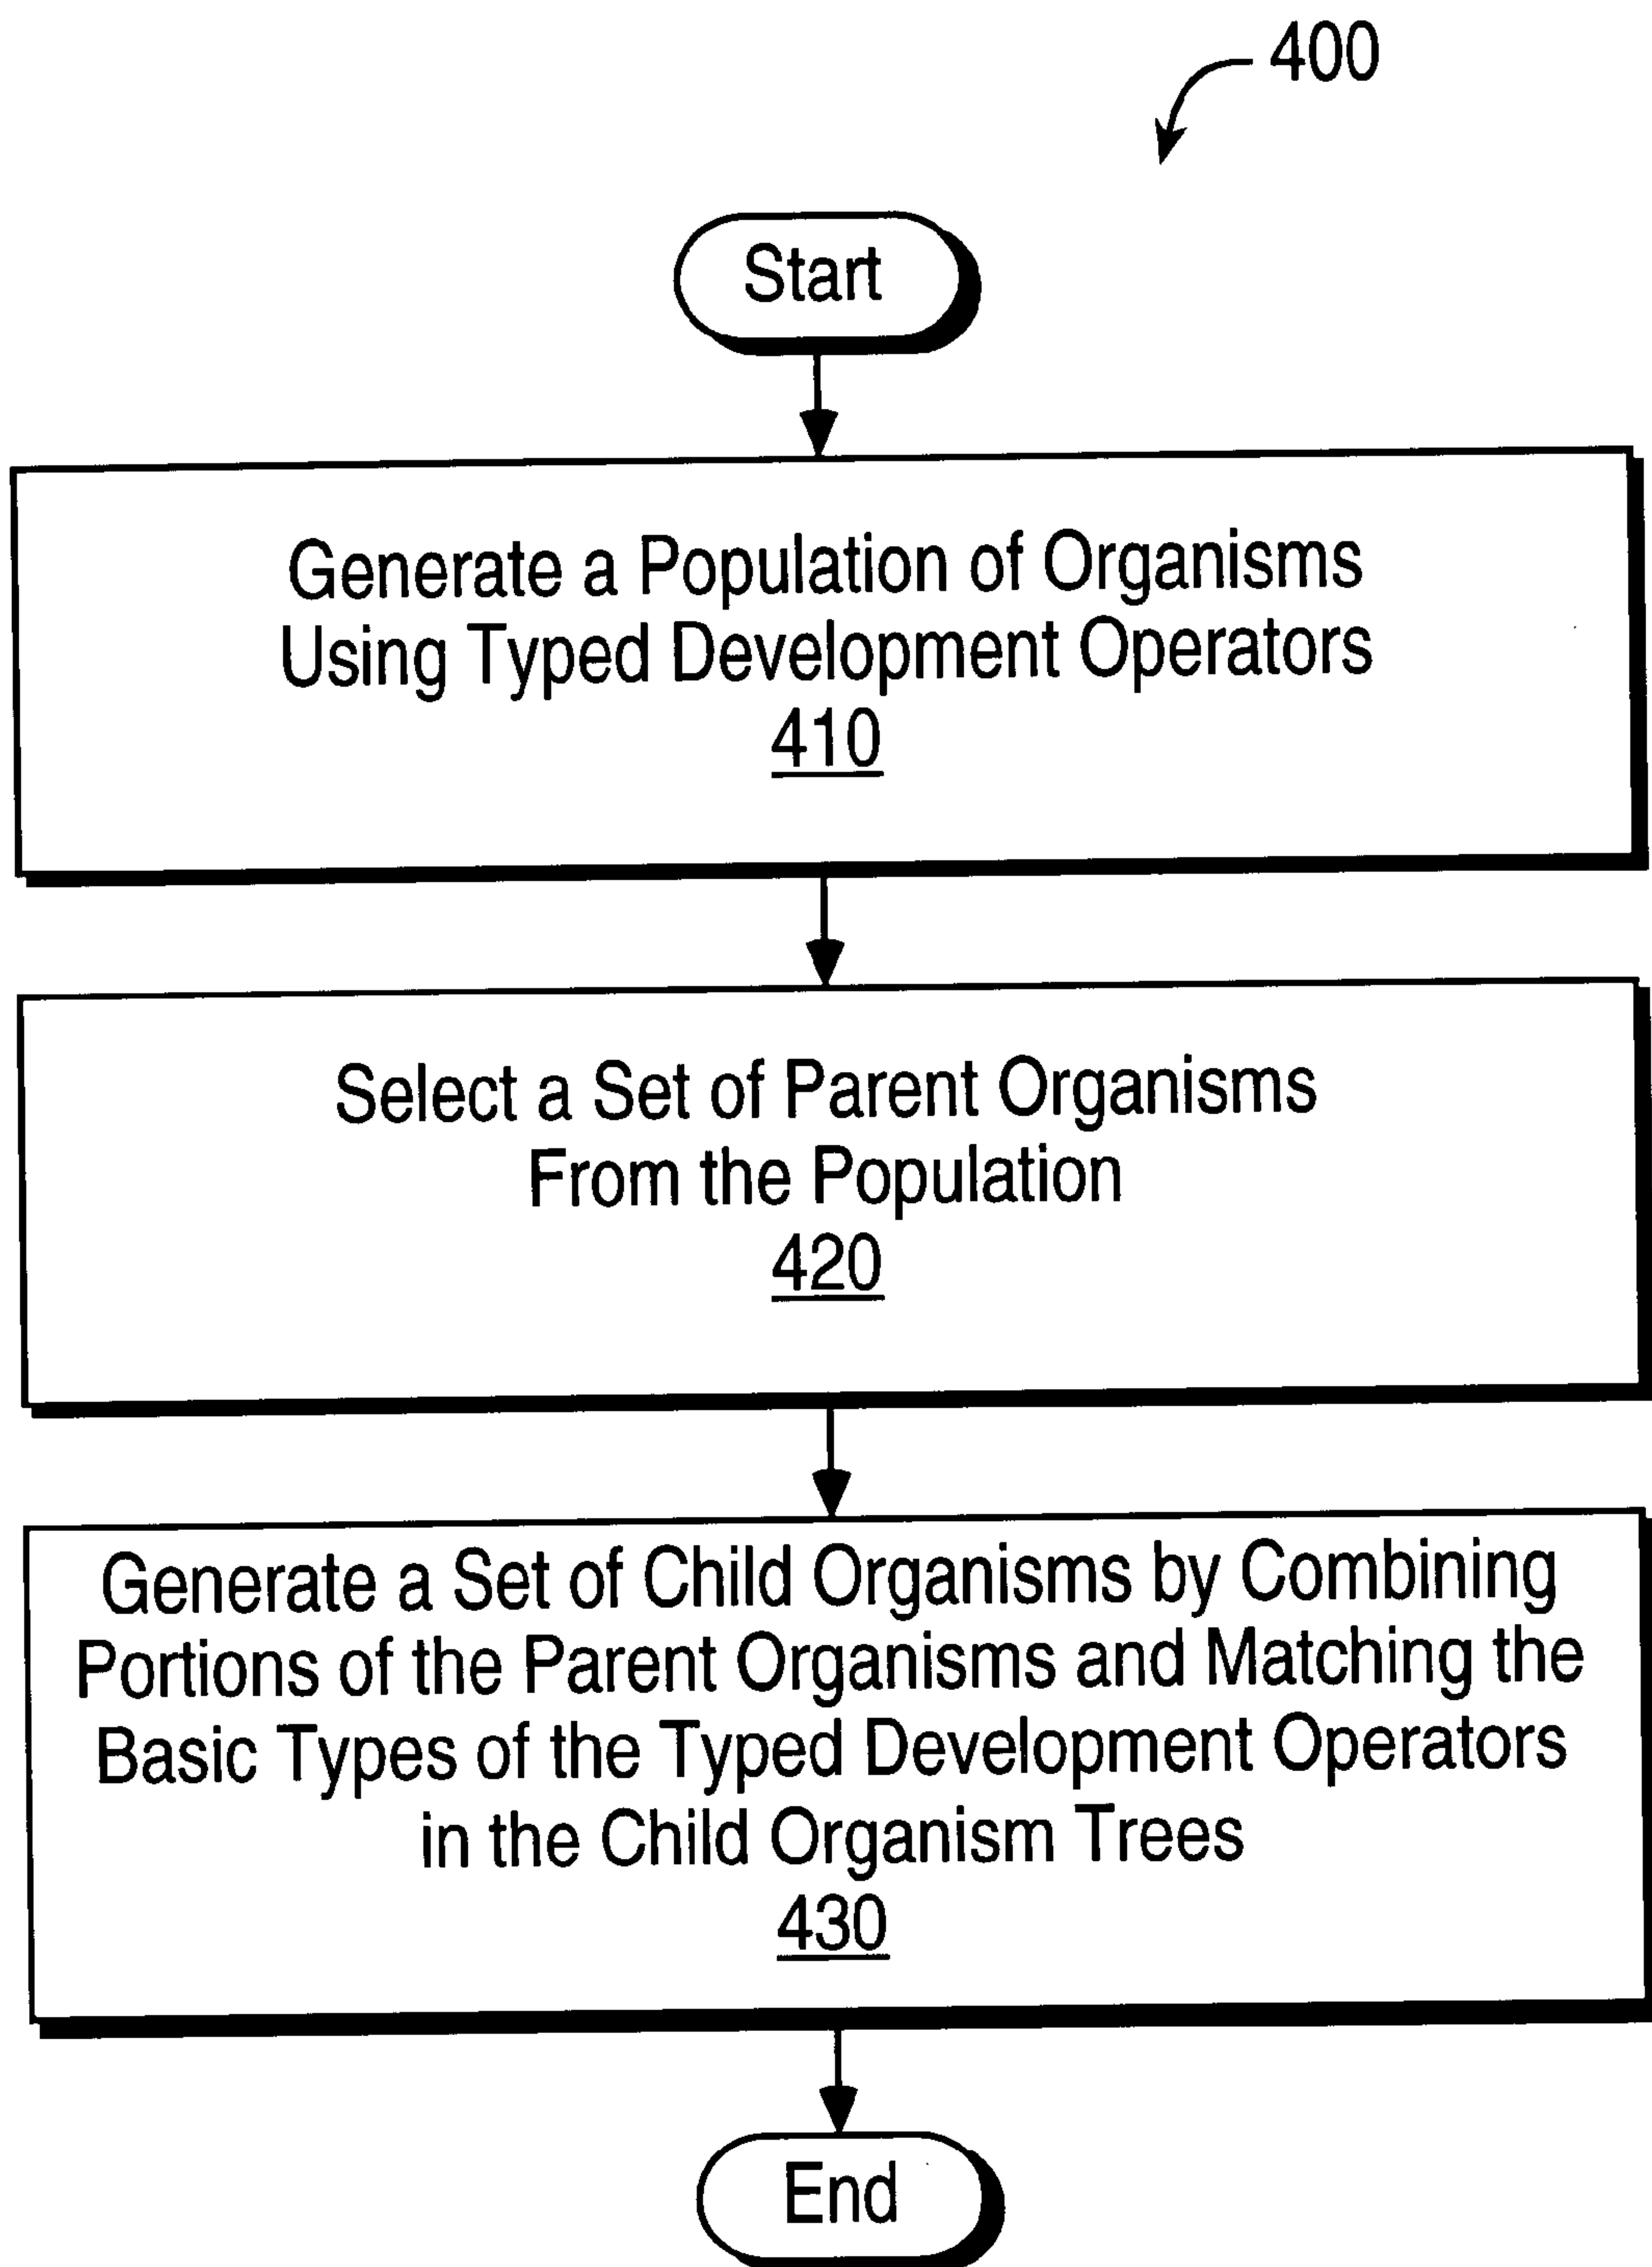 400
Start
Generate a Population of Organisms
Using Typed Development Operators
410
Select a Set of Parent Organisms
From the Population
420
Generate a Set of Child Organisms by Combining
Portions of the Parent Organisms and Matching the
Basic Types of the Typed Development Operators
in the Child Organism Trees
430
End